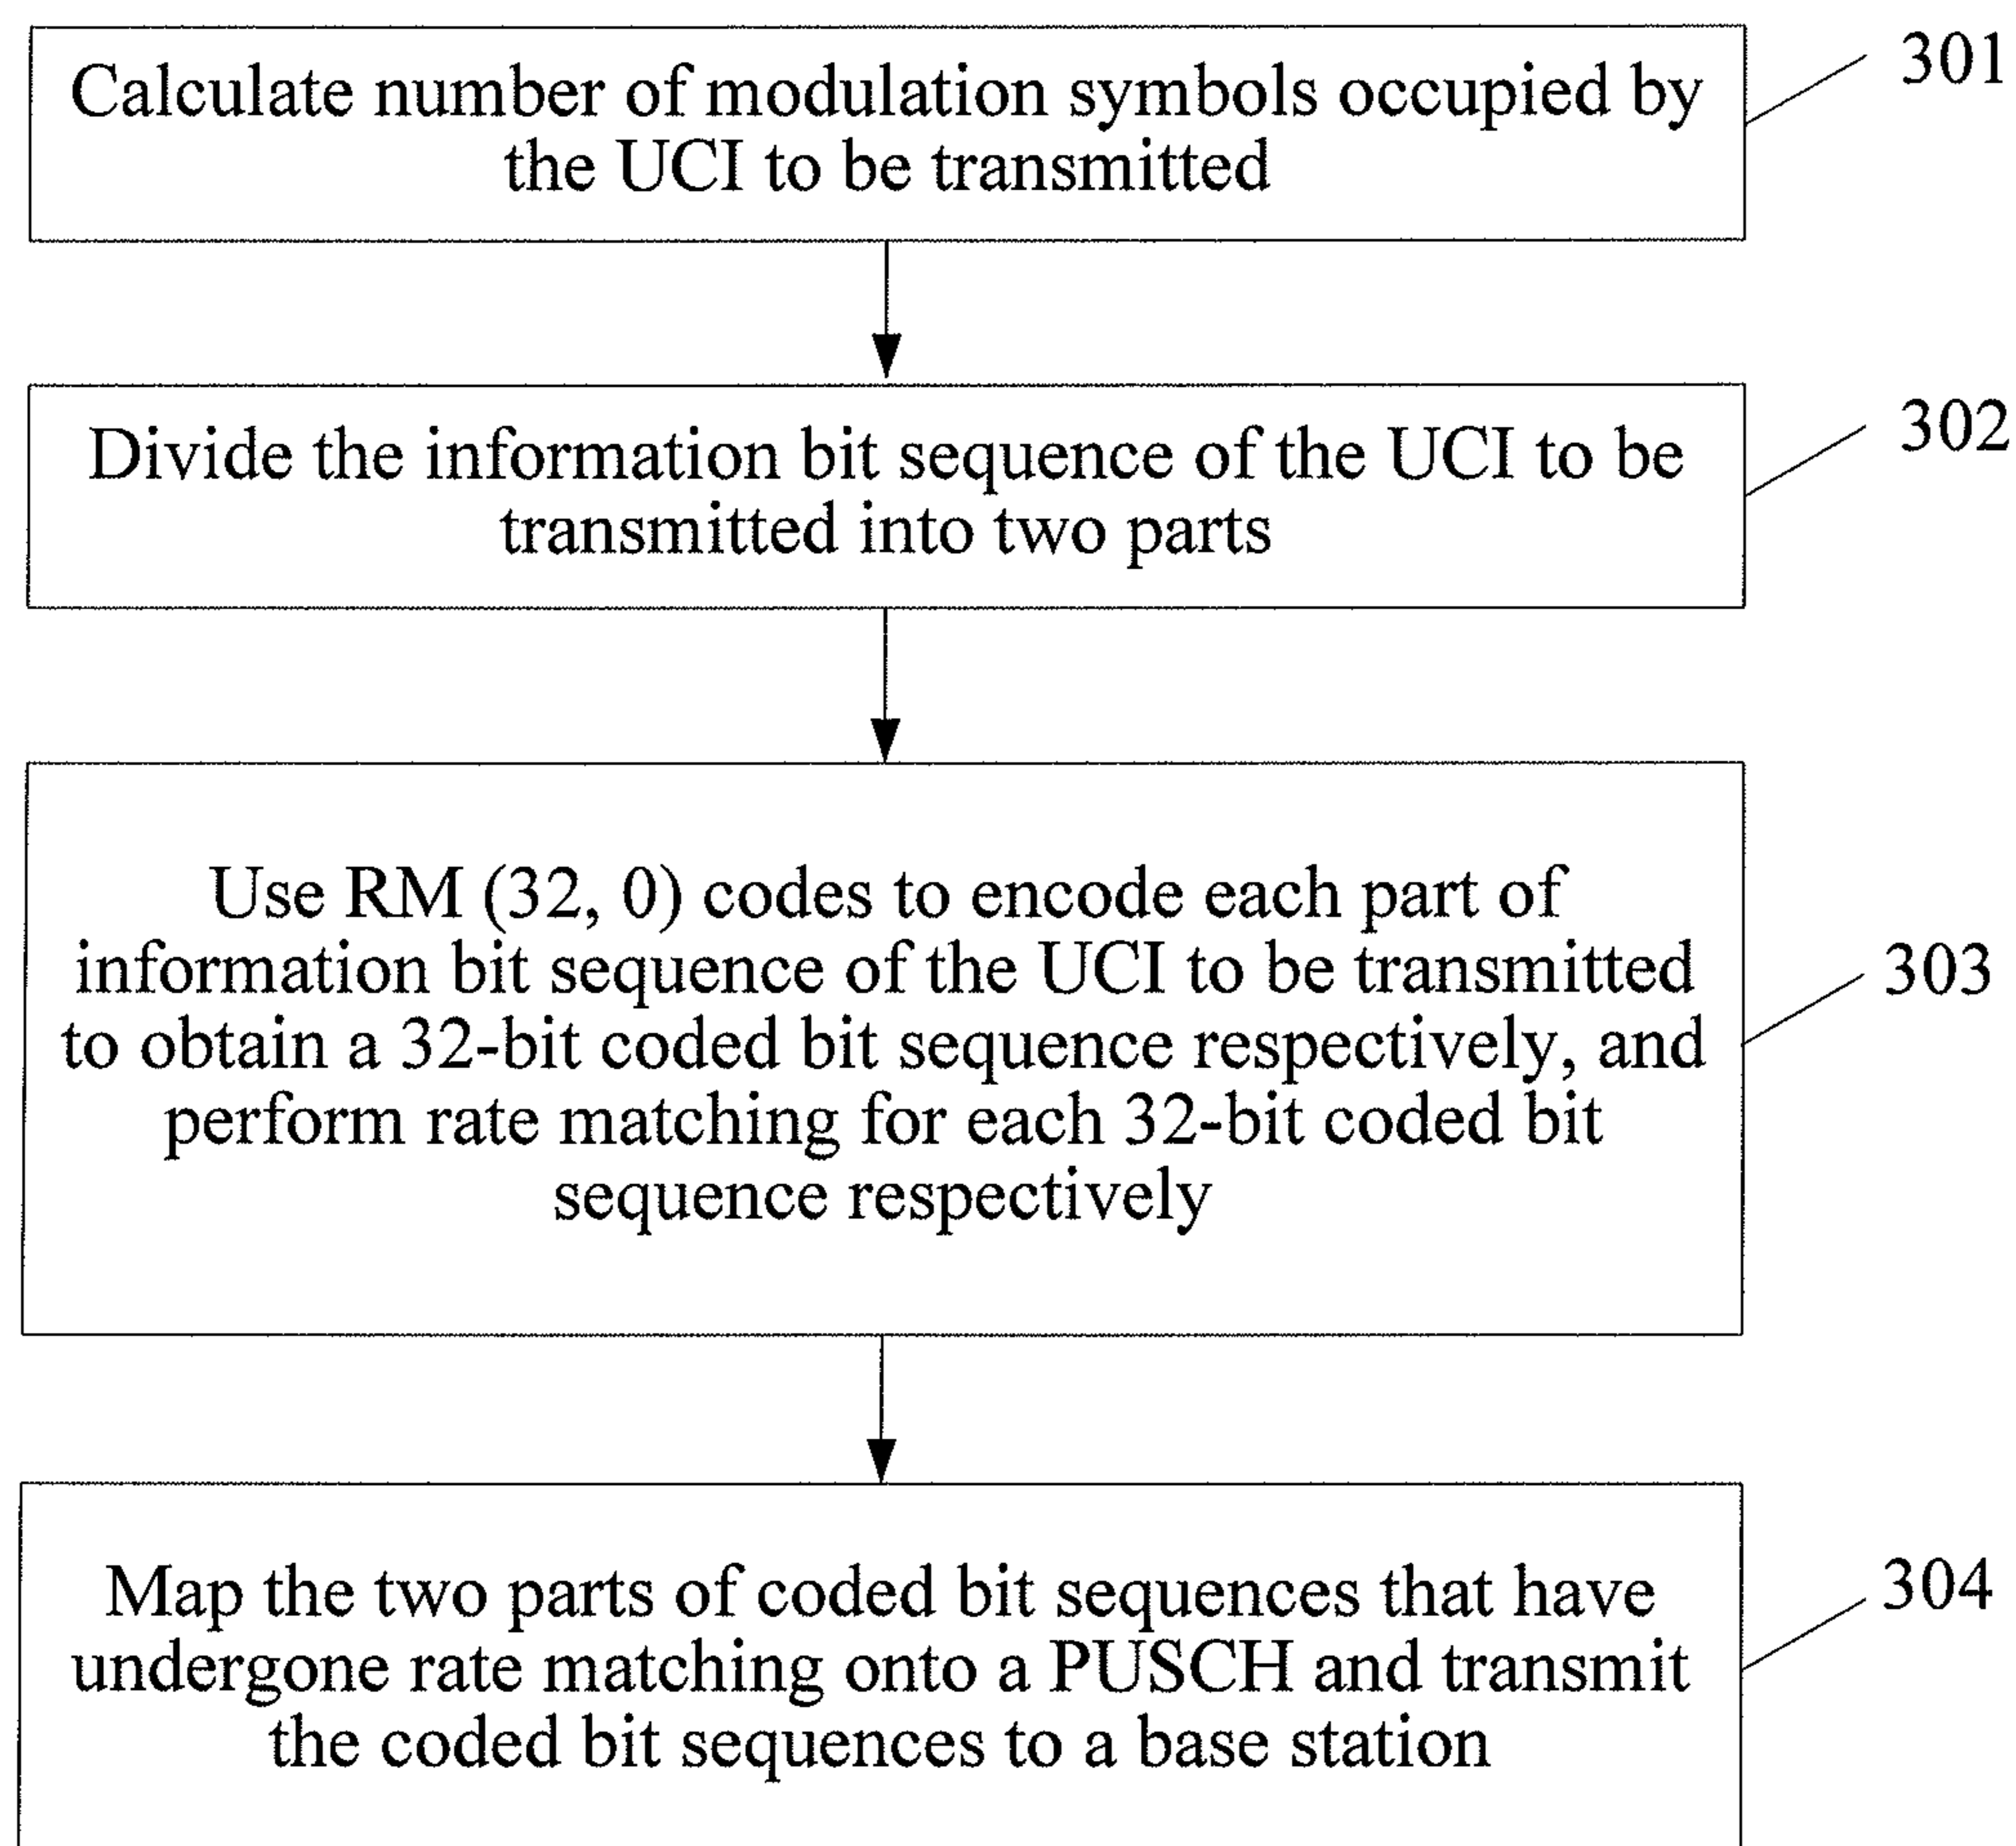 Calculate number of modulation symbols occupied by
the UCI to be transmitted
301
Divide the information bit sequence of the UCI to be
transmitted into two parts
302
Use RM (32, 0) codes to encode each part of
information bit sequence of the UCI to be transmitted
to obtain a 32-bit coded bit sequence respectively, and
perform rate matching for each 32-bit coded bit
sequence respectively
303
Map the two parts of coded bit sequences that have
undergone rate matching onto a PUSCH and transmit
the coded bit sequences to a base station
304